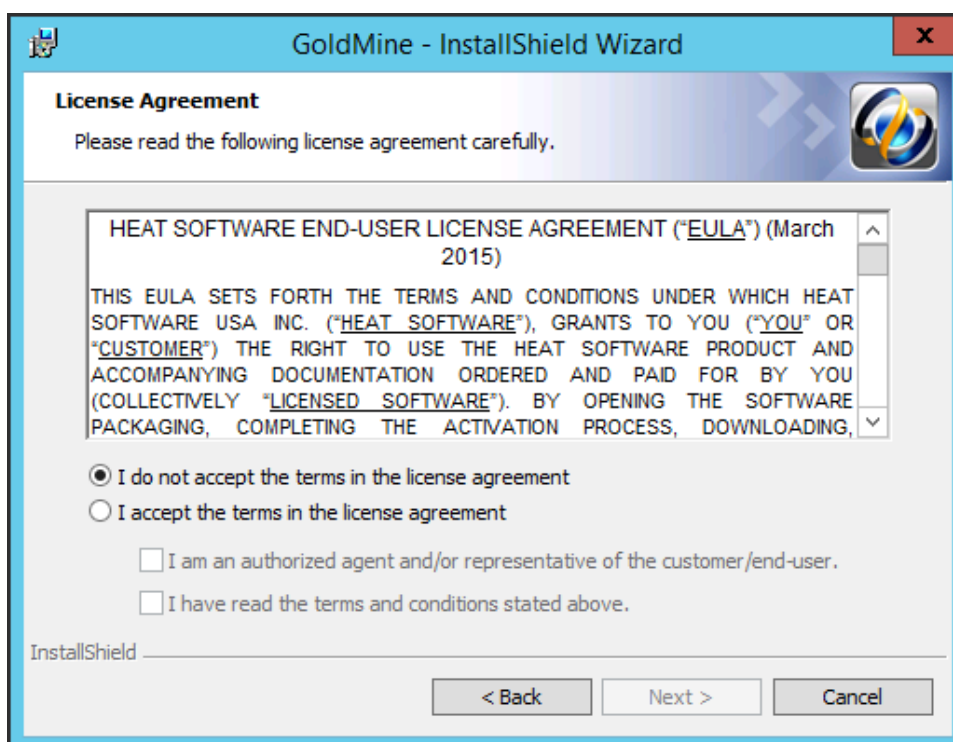 GoldMine - InstallShield Wizard
x
License Agreement
Please read the following license agreement carefully.
HEAT SOFTWARE END-USER LICENSE AGREEMENT (“EULA”) (March
2015)
THIS EULA SETS FORTH THE TERMS AND CONDITIONS UNDER WHICH HEAT
SOFTWARE USA INC. (“HEAT SOFTWARE”), GRANTS TO YOU (“YOU” OR
“CUSTOMER”) THE RIGHT TO USE THE HEAT SOFTWARE PRODUCT AND
ACCOMPANYING DOCUMENTATION ORDERED AND PAID FOR BY YOU
(COLLECTIVELY “LICENSED SOFTWARE”). BY OPENING THE SOFTWARE
PACKAGING, COMPLETING THE ACTIVATION PROCESS, DOWNLOADING,
I do not accept the terms in the license agreement
I accept the terms in the license agreement
I am an authorized agent and/or representative of the customer/end-user.
I have read the terms and conditions stated above.
InstallShield
< Back
Next >
Cancel